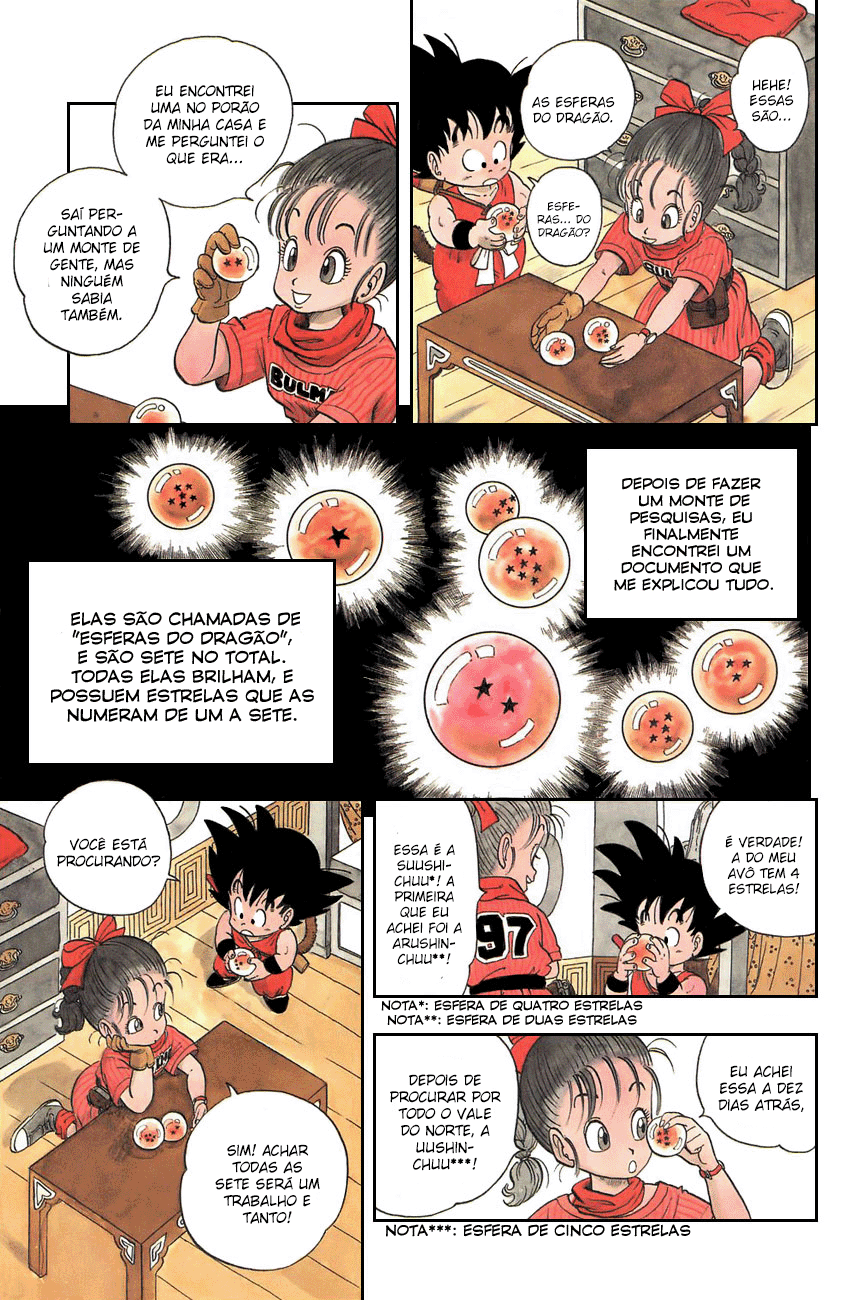 HEHE!
ESSAS
SÃO...
AS ESFERAS
DO DRAGÃO.
ESFE-
RAS... DO
DRAGÃO?
EU ENCONTREI
UMA NO PORÃO
DA MINHA CASA E
ME PERGUNTEI O
QUE ERA...
SAÍ PER-
GUNTANDO A
UM MONTE DE
GENTE, MAS
NINGUÉM
SABIA
TAMBÉM.
BULM
DEPOIS DE FAZER
UM MONTE DE
PESQUISAS, EU
FINALMENTE
ENCONTREI UM
DOCUMENTO QUE
ME EXPLICOU TUDO.
ELAS SÃO CHAMADAS DE
"ESFERAS DO DRAGÃO",
E SÃO SETE NO TOTAL.
TODAS ELAS BRILHAM, E
POSSUEM ESTRELAS QUE AS
NUMERAM DE UM A SETE.
É VERDADE!
A DO MEU
AVÔ TEM 4
ESTRELAS!
ESSA É A
SUUSHI-
CHUU*! A
PRIMEIRA
QUE EU
ACHEI FOI A
ARUSHIN-
CHUU**!
97
NOTA*: ESFERA DE QUATRO ESTRELAS
NOTA**: ESFERA DE DUAS ESTRELAS
EU ACHEI
ESSA A DEZ
DIAS ATRÁS,
DEPOIS DE
PROCURAR POR
TODO O VALE
DO NORTE, A
UUSHIN-
CHUU***!
NOTA***: ESFERA DE CINCO ESTRELAS
VOCÊ ESTÁ
PROCURANDO?
SIM! ACHAR
TODAS AS
SETE SERÁ UM
TRABALHO E
TANTO!